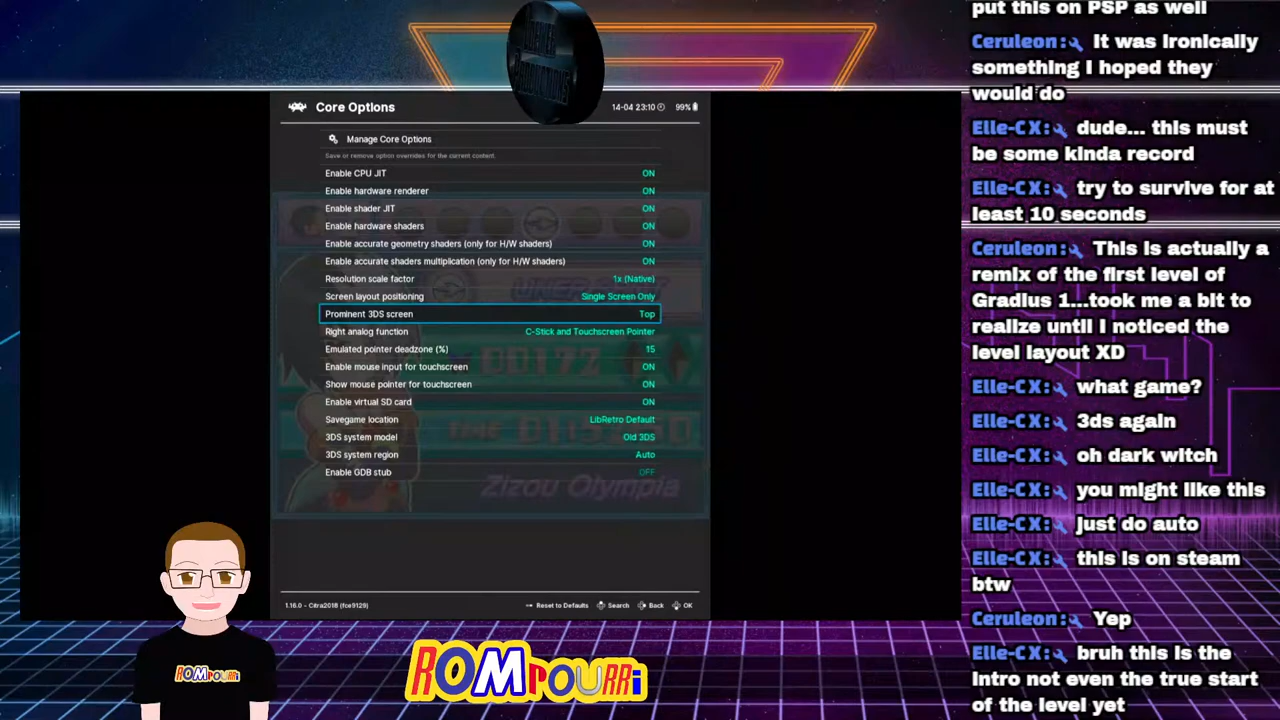 Core Options
14-04 23:10 99%
Manage Core Options
Save or remove option overrides for the current content.
Enable CPU JIT ON
Enable hardware renderer ON
Enable shader JIT ON
Enable hardware shaders ON
Enable accurate geometry shaders (only for H/W shaders) ON
Enable accurate shaders multiplication (only for H/W shaders) ON
Resolution scale factor 1x (Native)
Screen layout positioning Single Screen Only
Prominent 3DS screen Top
Right analog function C-Stick and Touchscreen Pointer
Emulated pointer deadzone (%) 15
Enable mouse input for touchscreen ON
Show mouse pointer for touchscreen ON
Enable virtual SD card ON
Savegame location LibRetro Default
3DS system model Old 3DS
3DS system region Auto
Enable GDB stub OFF
Zizou Olympia
1.16.0 - Citra2018 (fce9129)
Reset to Defaults Search Back OK
ROMPOURRi
ROMPOURRi
put this on PSP as well
Ceruleon: It was ironically
something I hoped they
would do
Elle-CX: dude... this must
be some kinda record
Elle-CX: try to survive for at
least 10 seconds
Ceruleon: This is actually a
remix of the first level of
Gradius 1...took me a bit to
realize until I noticed the
level layout XD
Elle-CX: what game?
Elle-CX: 3ds again
Elle-CX: oh dark witch
Elle-CX: you might like this
Elle-CX: just do auto
Elle-CX: this is on steam
btw
Ceruleon: Yep
Elle-CX: bruh this is the
intro not even the true start
of the level yet